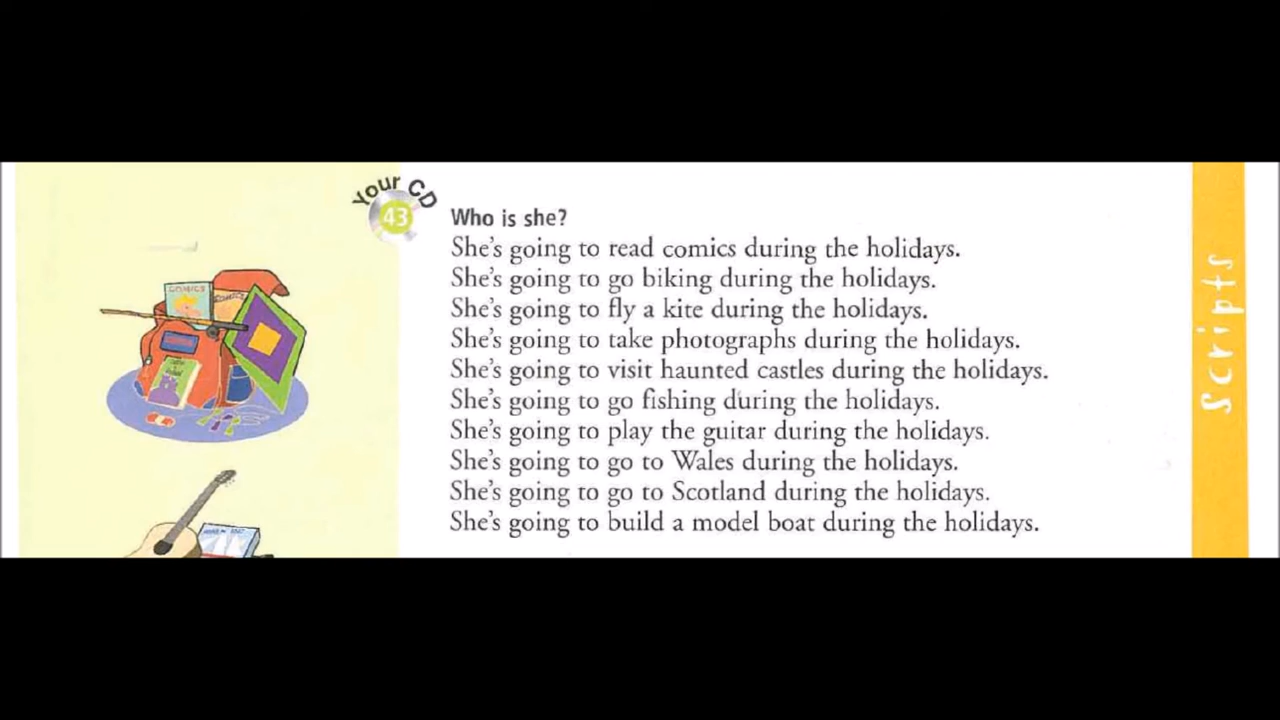 Your CD
43
Who is she?
She's going to read comics during the holidays.
She's going to go biking during the holidays.
She's going to fly a kite during the holidays.
She's going to take photographs during the holidays.
She's going to visit haunted castles during the holidays.
She's going to go fishing during the holidays.
She's going to play the guitar during the holidays.
She's going to go to Wales during the holidays.
She's going to go to Scotland during the holidays.
She's going to build a model boat during the holidays.
Scripts
COMICS